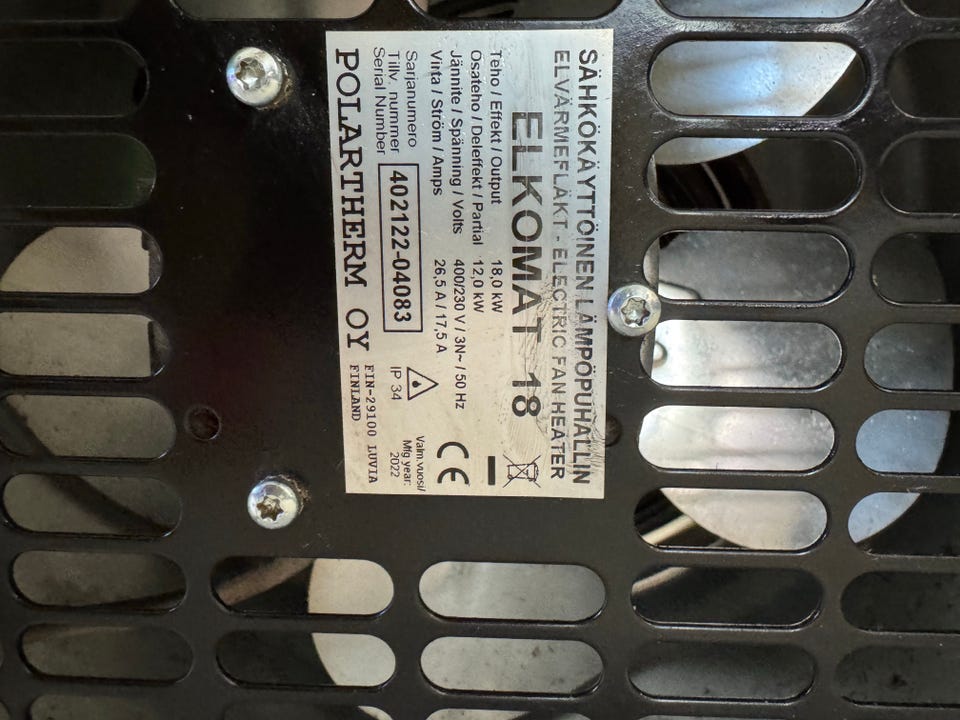 SÄHKÖKÄYTTÖINEN LÄMPÖPUHALLIN
ELVÄRMEFLÄKT - ELECTRIC FAN HEATER
ELKOMAT 18
Teho / Effekt / Output 18,0 kW
Osateho / Deleffekt / Partial 12,0 kW
Jännite / Spänning / Volts 400/230 V / 3N~ / 50 Hz
Virta / Ström / Amps 26,5 A / 17,5 A
CE
Sarjanumero
Tillv. nummer
Serial Number
402122-04083
IP 34
Valm.vuosi/
Mfg year:
2022
POLARTHERM OY
FIN-29100 LUVIA
FINLAND